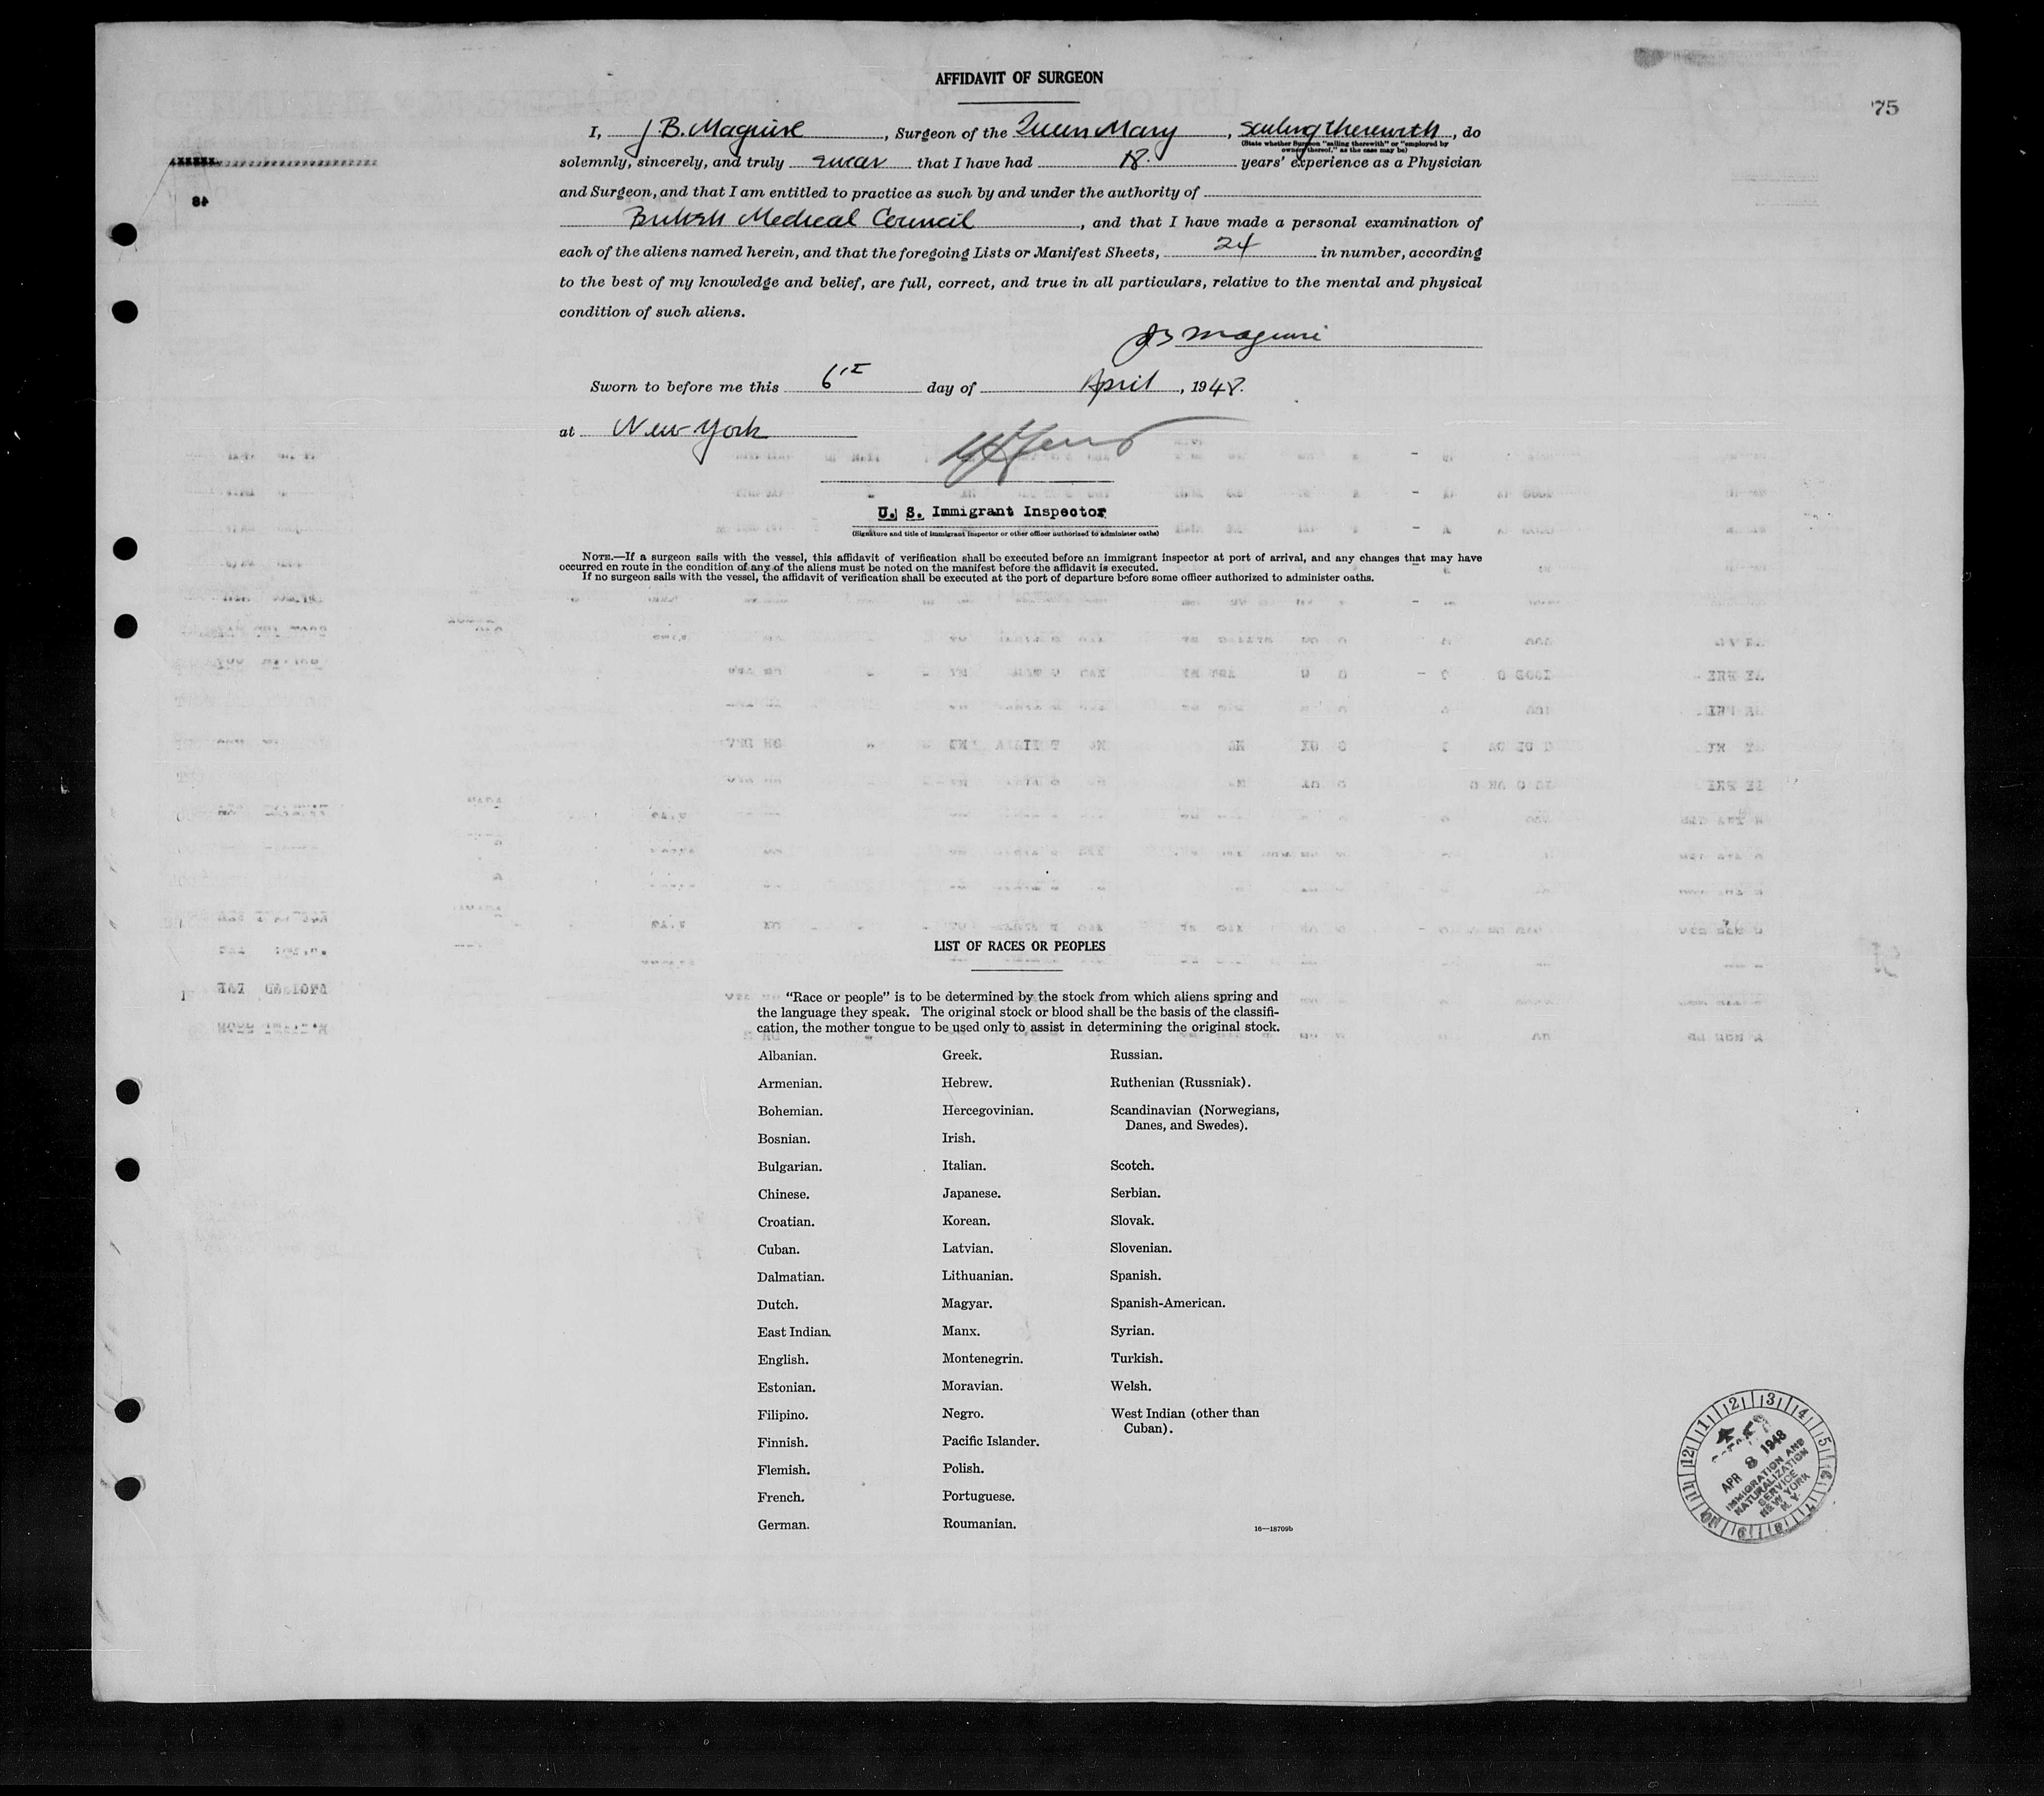 AFFIDAVIT OF SURGEON
75
I, J. B. Maguire, Surgeon of the Queen Mary, sailing therewith, do
(State whether Surgeon "sailing therewith" or "employed by
owners thereof," as the case may be)
solemnly, sincerely, and truly swear that I have had 18 years' experience as a Physician
and Surgeon, and that I am entitled to practice as such by and under the authority of
British Medical Council, and that I have made a personal examination of
each of the aliens named herein, and that the foregoing Lists or Manifest Sheets, 24 in number, according
to the best of my knowledge and belief, are full, correct, and true in all particulars, relative to the mental and physical
condition of such aliens.
JB Maguire
Sworn to before me this 6th day of April, 1948.
at New York
U. S. Immigrant Inspector
(Signature and title of immigrant inspector or other officer authorized to administer oaths)
NOTE.—If a surgeon sails with the vessel, this affidavit of verification shall be executed before an immigrant inspector at port of arrival, and any changes that may have
occurred en route in the condition of any of the aliens must be noted on the manifest before the affidavit is executed.
If no surgeon sails with the vessel, the affidavit of verification shall be executed at the port of departure before some officer authorized to administer oaths.
LIST OF RACES OR PEOPLES
"Race or people" is to be determined by the stock from which aliens spring and
the language they speak. The original stock or blood shall be the basis of the classifi-
cation, the mother tongue to be used only to assist in determining the original stock.
Albanian.
Armenian.
Bohemian.
Bosnian.
Bulgarian.
Chinese.
Croatian.
Cuban.
Dalmatian.
Dutch.
East Indian.
English.
Estonian.
Filipino.
Finnish.
Flemish.
French.
German.
Greek.
Hebrew.
Hercegovinian.
Irish.
Italian.
Japanese.
Korean.
Latvian.
Lithuanian.
Magyar.
Manx.
Montenegrin.
Moravian.
Negro.
Pacific Islander.
Polish.
Portuguese.
Roumanian.
Russian.
Ruthenian (Russniak).
Scandinavian (Norwegians,
Danes, and Swedes).
Scotch.
Serbian.
Slovak.
Slovenian.
Spanish.
Spanish-American.
Syrian.
Turkish.
Welsh.
West Indian (other than
Cuban).
16—18709b
12 1 2 3 4 5 6 7 8 9 10 11
APR 8 1948
IMMIGRATION AND
NATURALIZATION
SERVICE
NEW YORK
N. Y.